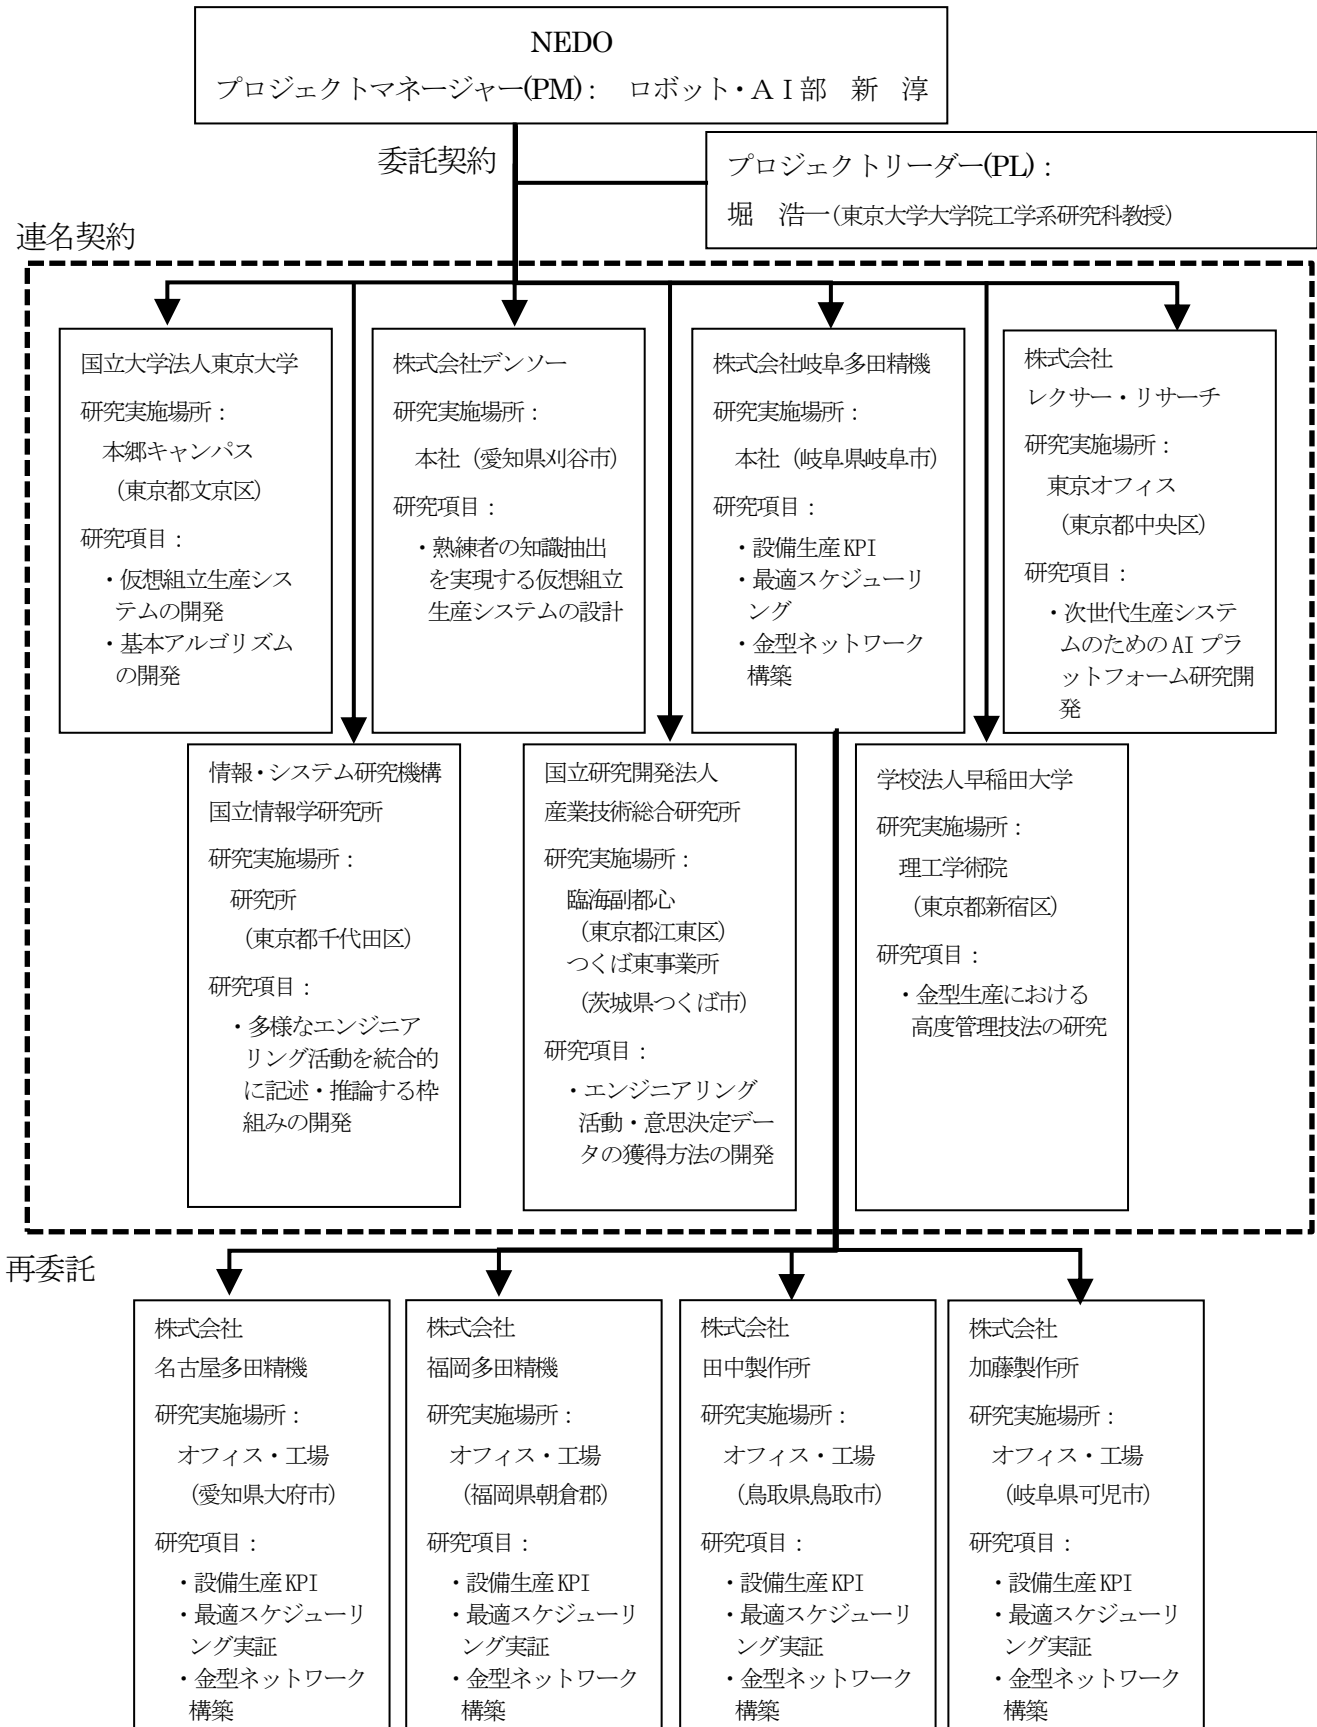 NEDO
プロジェクトマネージャー(PM)： ロボット・ＡＩ部 新 淳
委託契約
プロジェクトリーダー(PL)：
堀 浩一(東京大学大学院工学系研究科教授)
連名契約
国立大学法人東京大学
研究実施場所：
本郷キャンパス
(東京都文京区)
研究項目：
・仮想組立生産シス
テムの開発
・基本アルゴリズム
の開発
株式会社デンソー
研究実施場所：
本社（愛知県刈谷市）
研究項目：
・熟練者の知識抽出
を実現する仮想組立
生産システムの設計
株式会社岐阜多田精機
研究実施場所：
本社（岐阜県岐阜市）
研究項目：
・設備生産KPI
・最適スケジューリ
ング
・金型ネットワーク
構築
株式会社
レクサー・リサーチ
研究実施場所：
東京オフィス
（東京都中央区）
研究項目：
・次世代生産システ
ムのためのAIプラ
ットフォーム研究開
発
情報・システム研究機構
国立情報学研究所
研究実施場所：
研究所
（東京都千代田区）
研究項目：
・多様なエンジニア
リング活動を統合的
に記述・推論する枠
組みの開発
国立研究開発法人
産業技術総合研究所
研究実施場所：
臨海副都心
（東京都江東区）
つくば東事業所
（茨城県つくば市）
研究項目：
・エンジニアリング
活動・意思決定デー
タの獲得方法の開発
学校法人早稲田大学
研究実施場所：
理工学術院
（東京都新宿区）
研究項目：
・金型生産における
高度管理技法の研究
再委託
株式会社
名古屋多田精機
研究実施場所：
オフィス・工場
（愛知県大府市）
研究項目：
・設備生産KPI
・最適スケジューリ
ング実証
・金型ネットワーク
構築
株式会社
福岡多田精機
研究実施場所：
オフィス・工場
（福岡県朝倉郡）
研究項目：
・設備生産KPI
・最適スケジューリ
ング実証
・金型ネットワーク
構築
株式会社
田中製作所
研究実施場所：
オフィス・工場
（鳥取県鳥取市）
研究項目：
・設備生産KPI
・最適スケジューリ
ング実証
・金型ネットワーク
構築
株式会社
加藤製作所
研究実施場所：
オフィス・工場
（岐阜県可児市）
研究項目：
・設備生産KPI
・最適スケジューリ
ング実証
・金型ネットワーク
構築